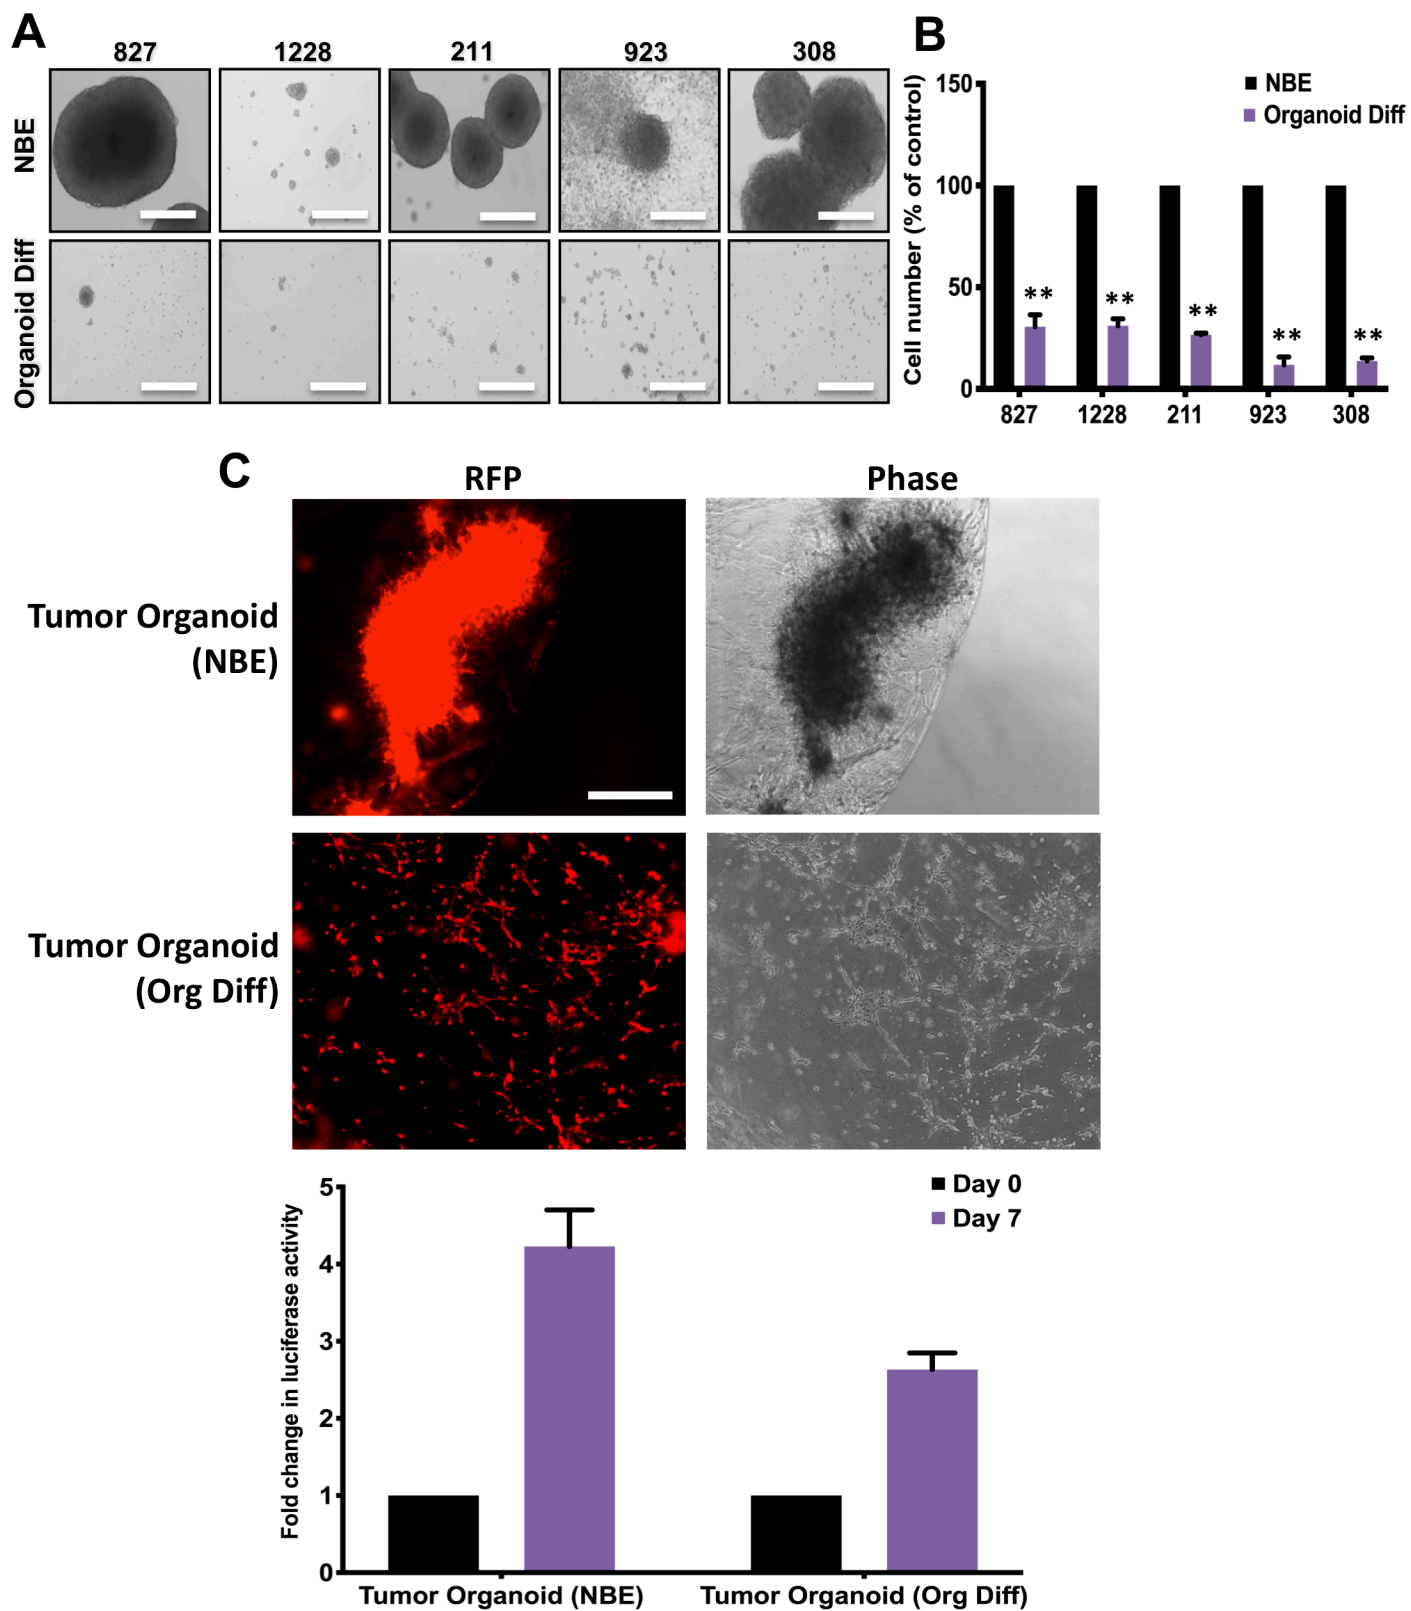 A
827 1228 211 923 308
NBE
Organoid Diff
B
Cell number (% of control)
150
100
50
0
NBE
Organoid Diff
** ** ** ** **
827 1228 211 923 308
C
RFP Phase
Tumor Organoid
(NBE)
Tumor Organoid
(Org Diff)
Fold change in luciferase activity
5
4
3
2
1
0
Day 0
Day 7
Tumor Organoid (NBE) Tumor Organoid (Org Diff)